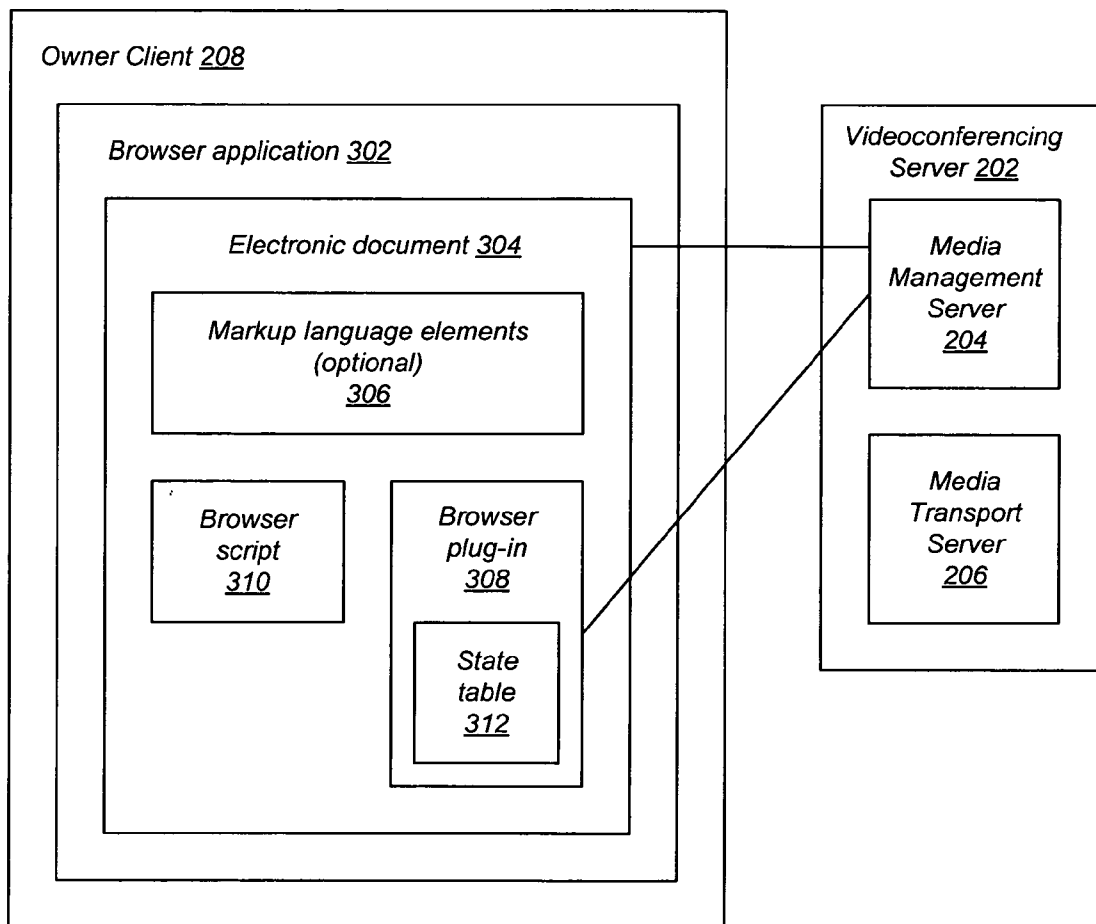 Owner Client 208
Browser application 302
Electronic document 304
Markup language elements
(optional)
306
Browser
script
310
Browser
plug-in
308
State
table
312
Videoconferencing
Server 202
Media
Management
Server
204
Media
Transport
Server
206